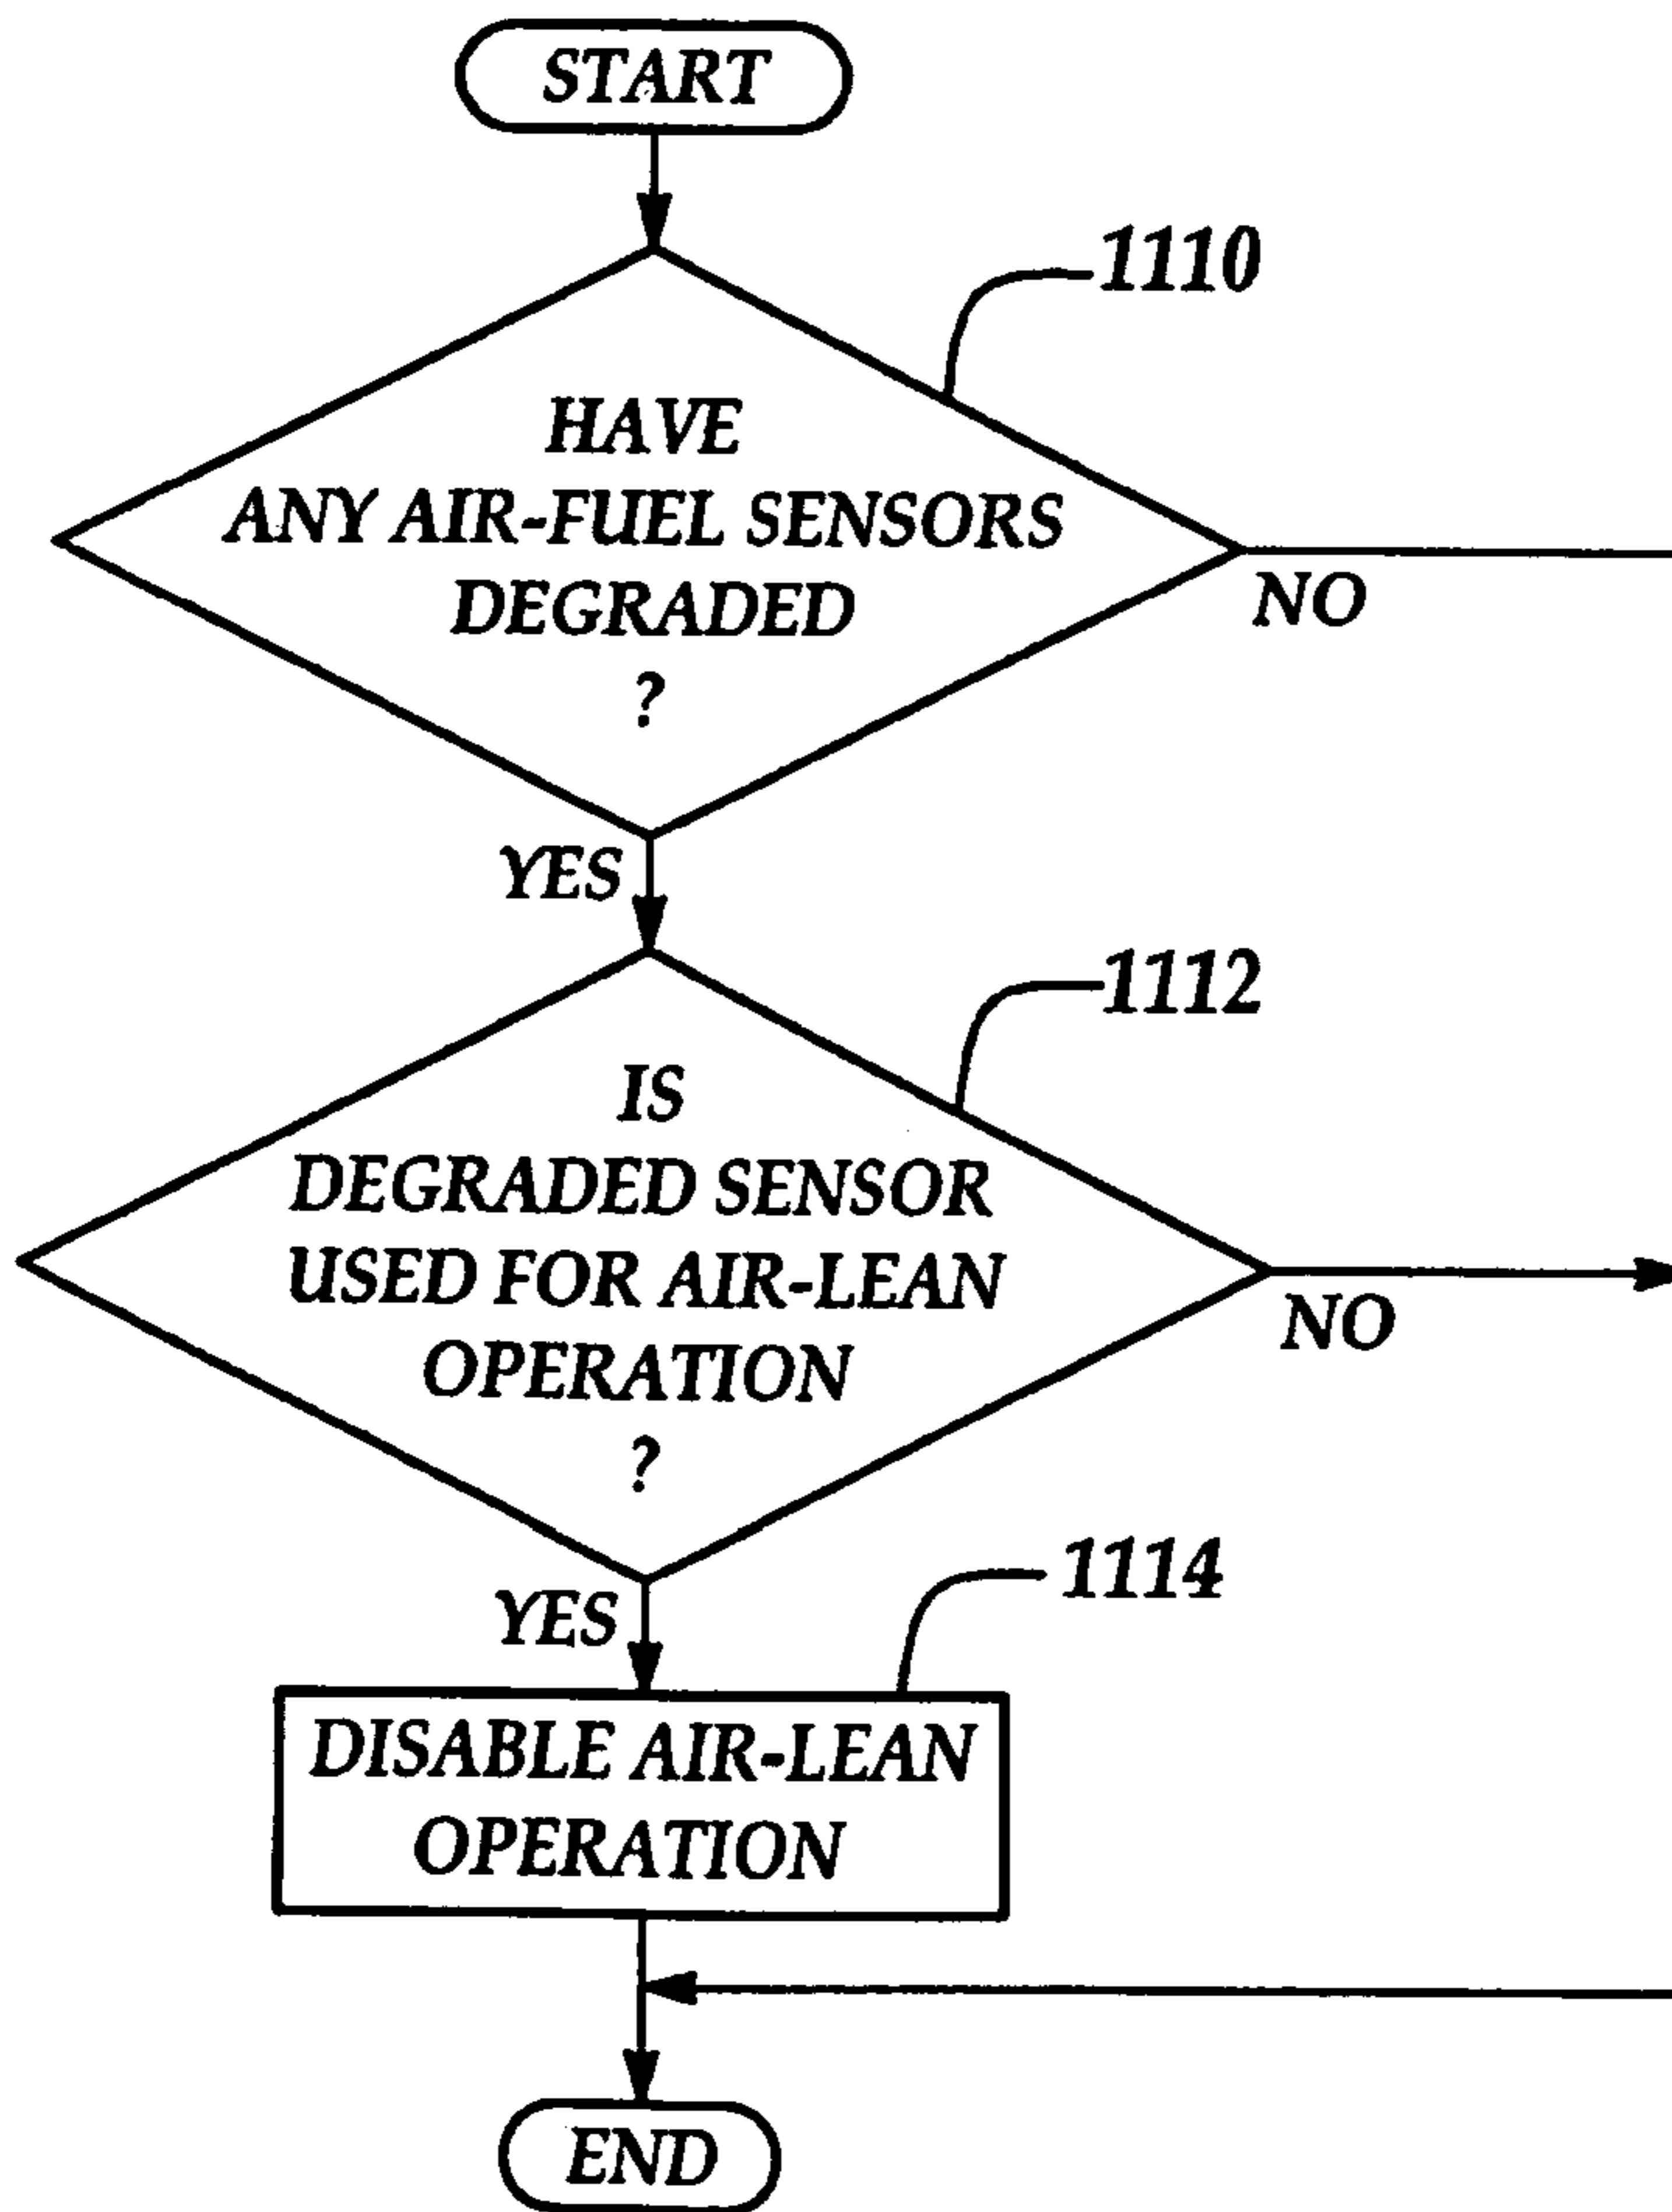 START
1110
HAVE
ANY AIR-FUEL SENSORS
DEGRADED
?
NO
YES
1112
IS
DEGRADED SENSOR
USED FOR AIR-LEAN
OPERATION
?
NO
YES
1114
DISABLE AIR-LEAN
OPERATION
END